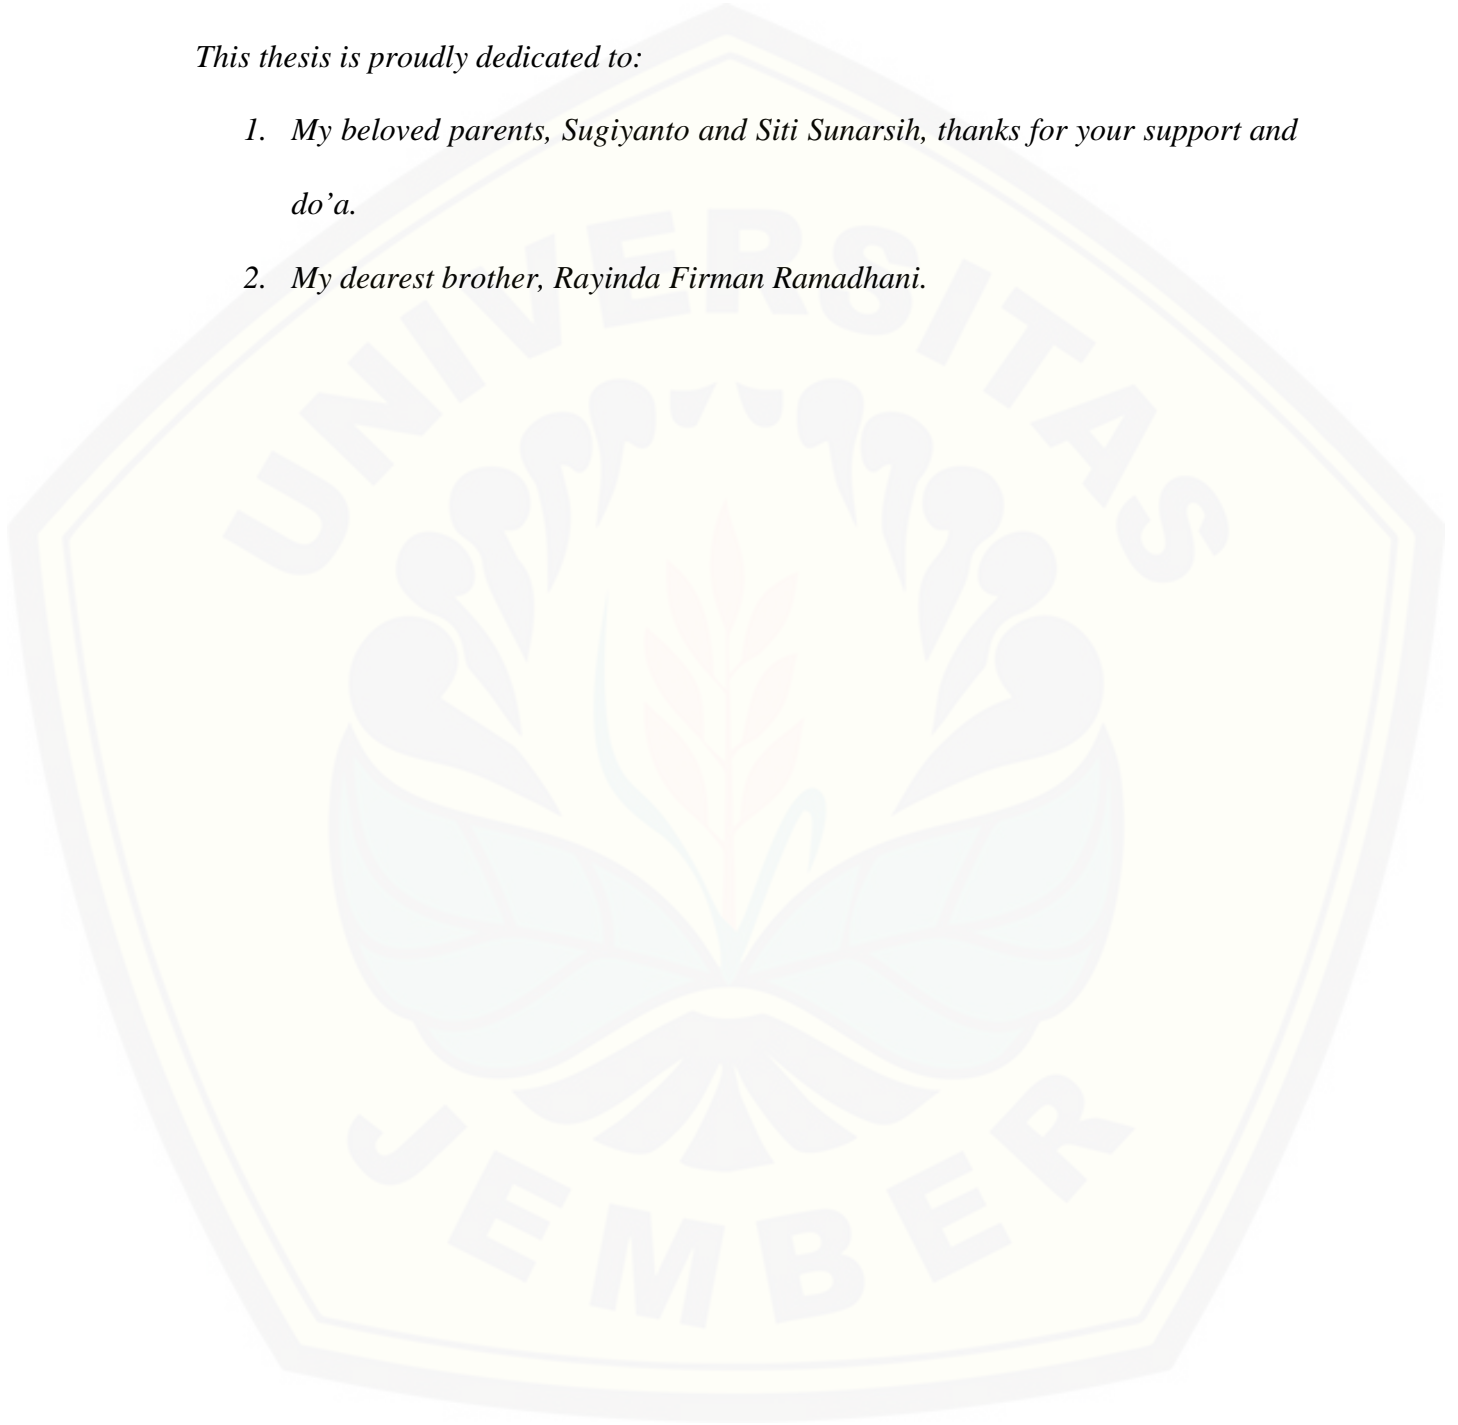 This thesis is proudly dedicated to:
1. My beloved parents, Sugiyanto and Siti Sunarsih, thanks for your support and
do’a.
2. My dearest brother, Rayinda Firman Ramadhani.
UNIVERSITAS
JEMBER